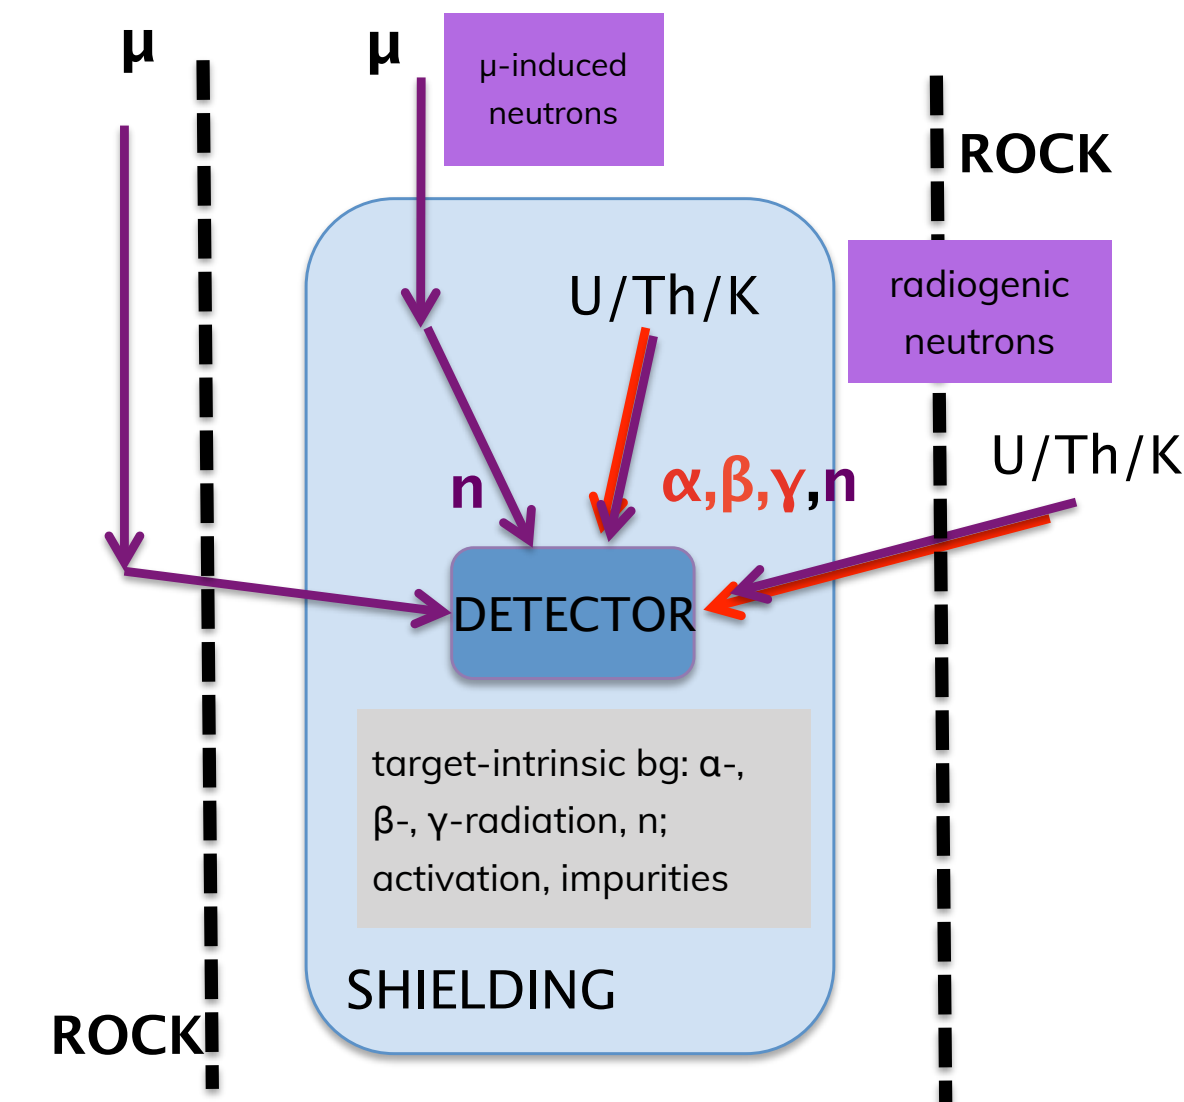 μ
μ
μ-induced
neutrons
ROCK
radiogenic
neutrons
U/Th/K
U/Th/K
n
α,β,γ,n
DETECTOR
target-intrinsic bg: α-,
β-, γ-radiation, n;
activation, impurities
SHIELDING
ROCK